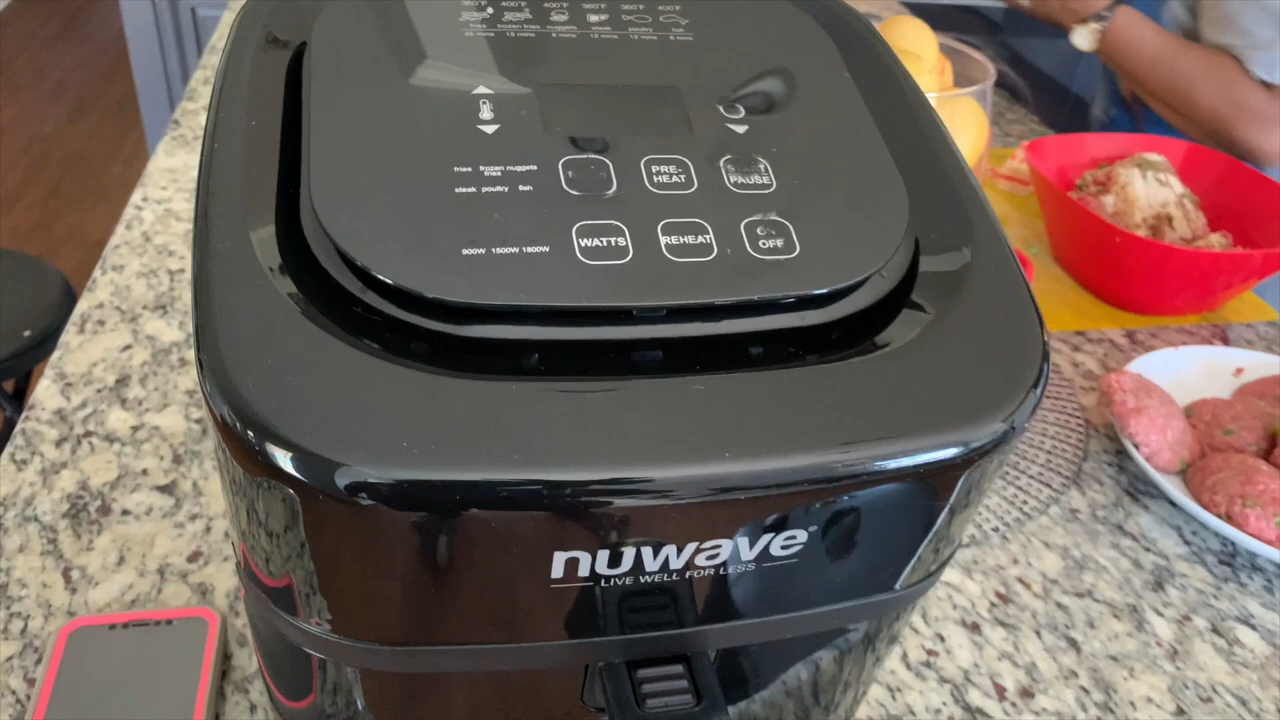 360°F 400°F 400°F 360°F 360°F 400°F
fries frozen fries nuggets steak poultry fish
25 mins 15 mins 8 mins 12 mins 12 mins 8 mins
fries frozen nuggets
fries
steak poultry fish
PRE-
HEAT
START
PAUSE
900W 1500W 1800W
WATTS
REHEAT
ON
OFF
nuwave®
LIVE WELL FOR LESS